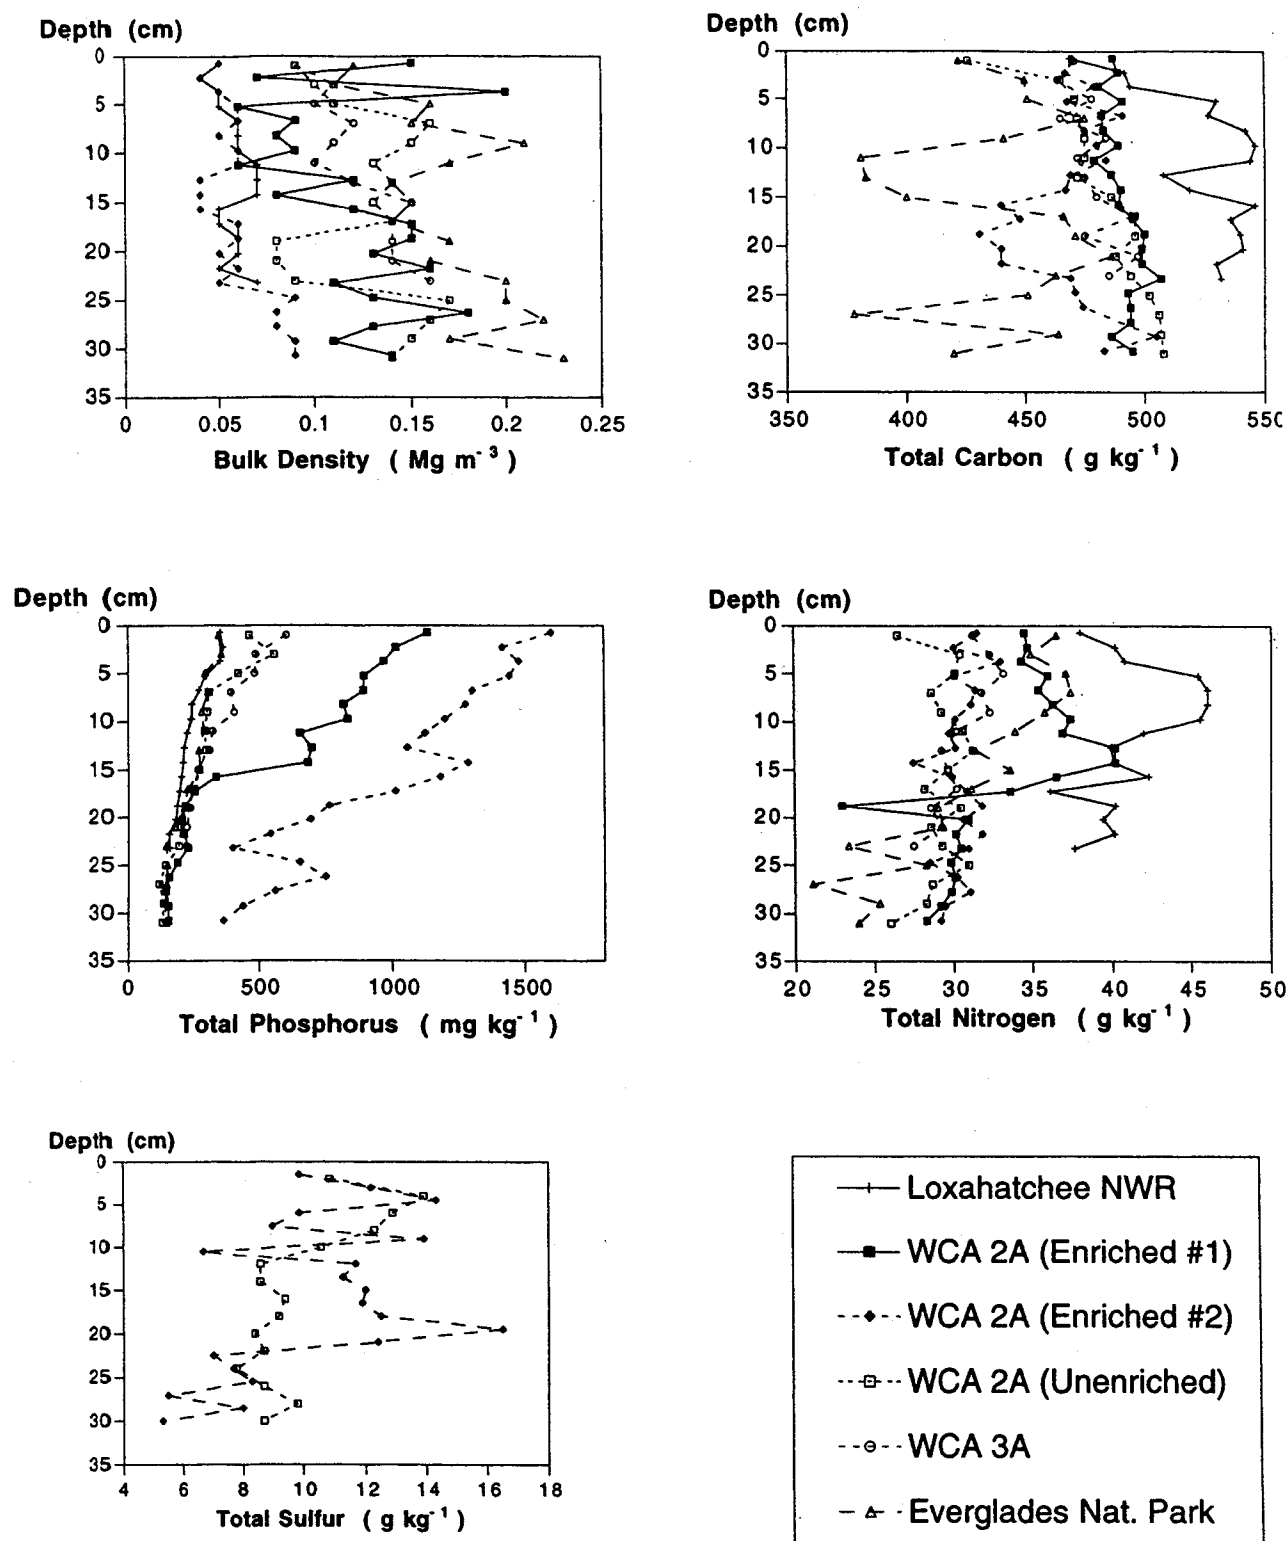 Depth (cm)
0
5
10
15
20
25
30
35
0 0.05 0.1 0.15 0.2 0.25
Bulk Density ( Mg m-3 )
Depth (cm)
0
5
10
15
20
25
30
35
350 400 450 500 550
Total Carbon ( g kg-1 )
Depth (cm)
0
5
10
15
20
25
30
35
0 500 1000 1500
Total Phosphorus ( mg kg-1 )
Depth (cm)
0
5
10
15
20
25
30
35
20 25 30 35 40 45 50
Total Nitrogen ( g kg-1 )
Depth (cm)
0
5
10
15
20
25
30
35
4 6 8 10 12 14 16 18
Total Sulfur ( g kg-1 )
Loxahatchee NWR
WCA 2A (Enriched #1)
WCA 2A (Enriched #2)
WCA 2A (Unenriched)
WCA 3A
Everglades Nat. Park